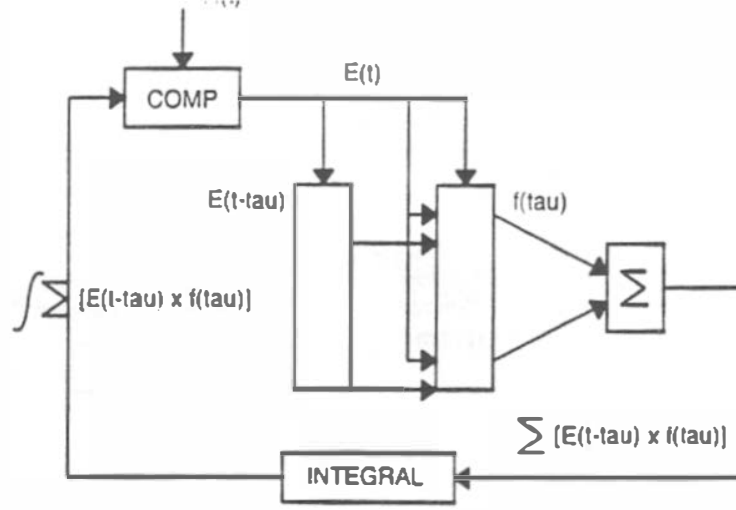 COMP
E(t)
E(t-tau)
f(tau)
∑
∫∑ [E(t-tau) x f(tau)]
∑ [E(t-tau) x f(tau)]
INTEGRAL